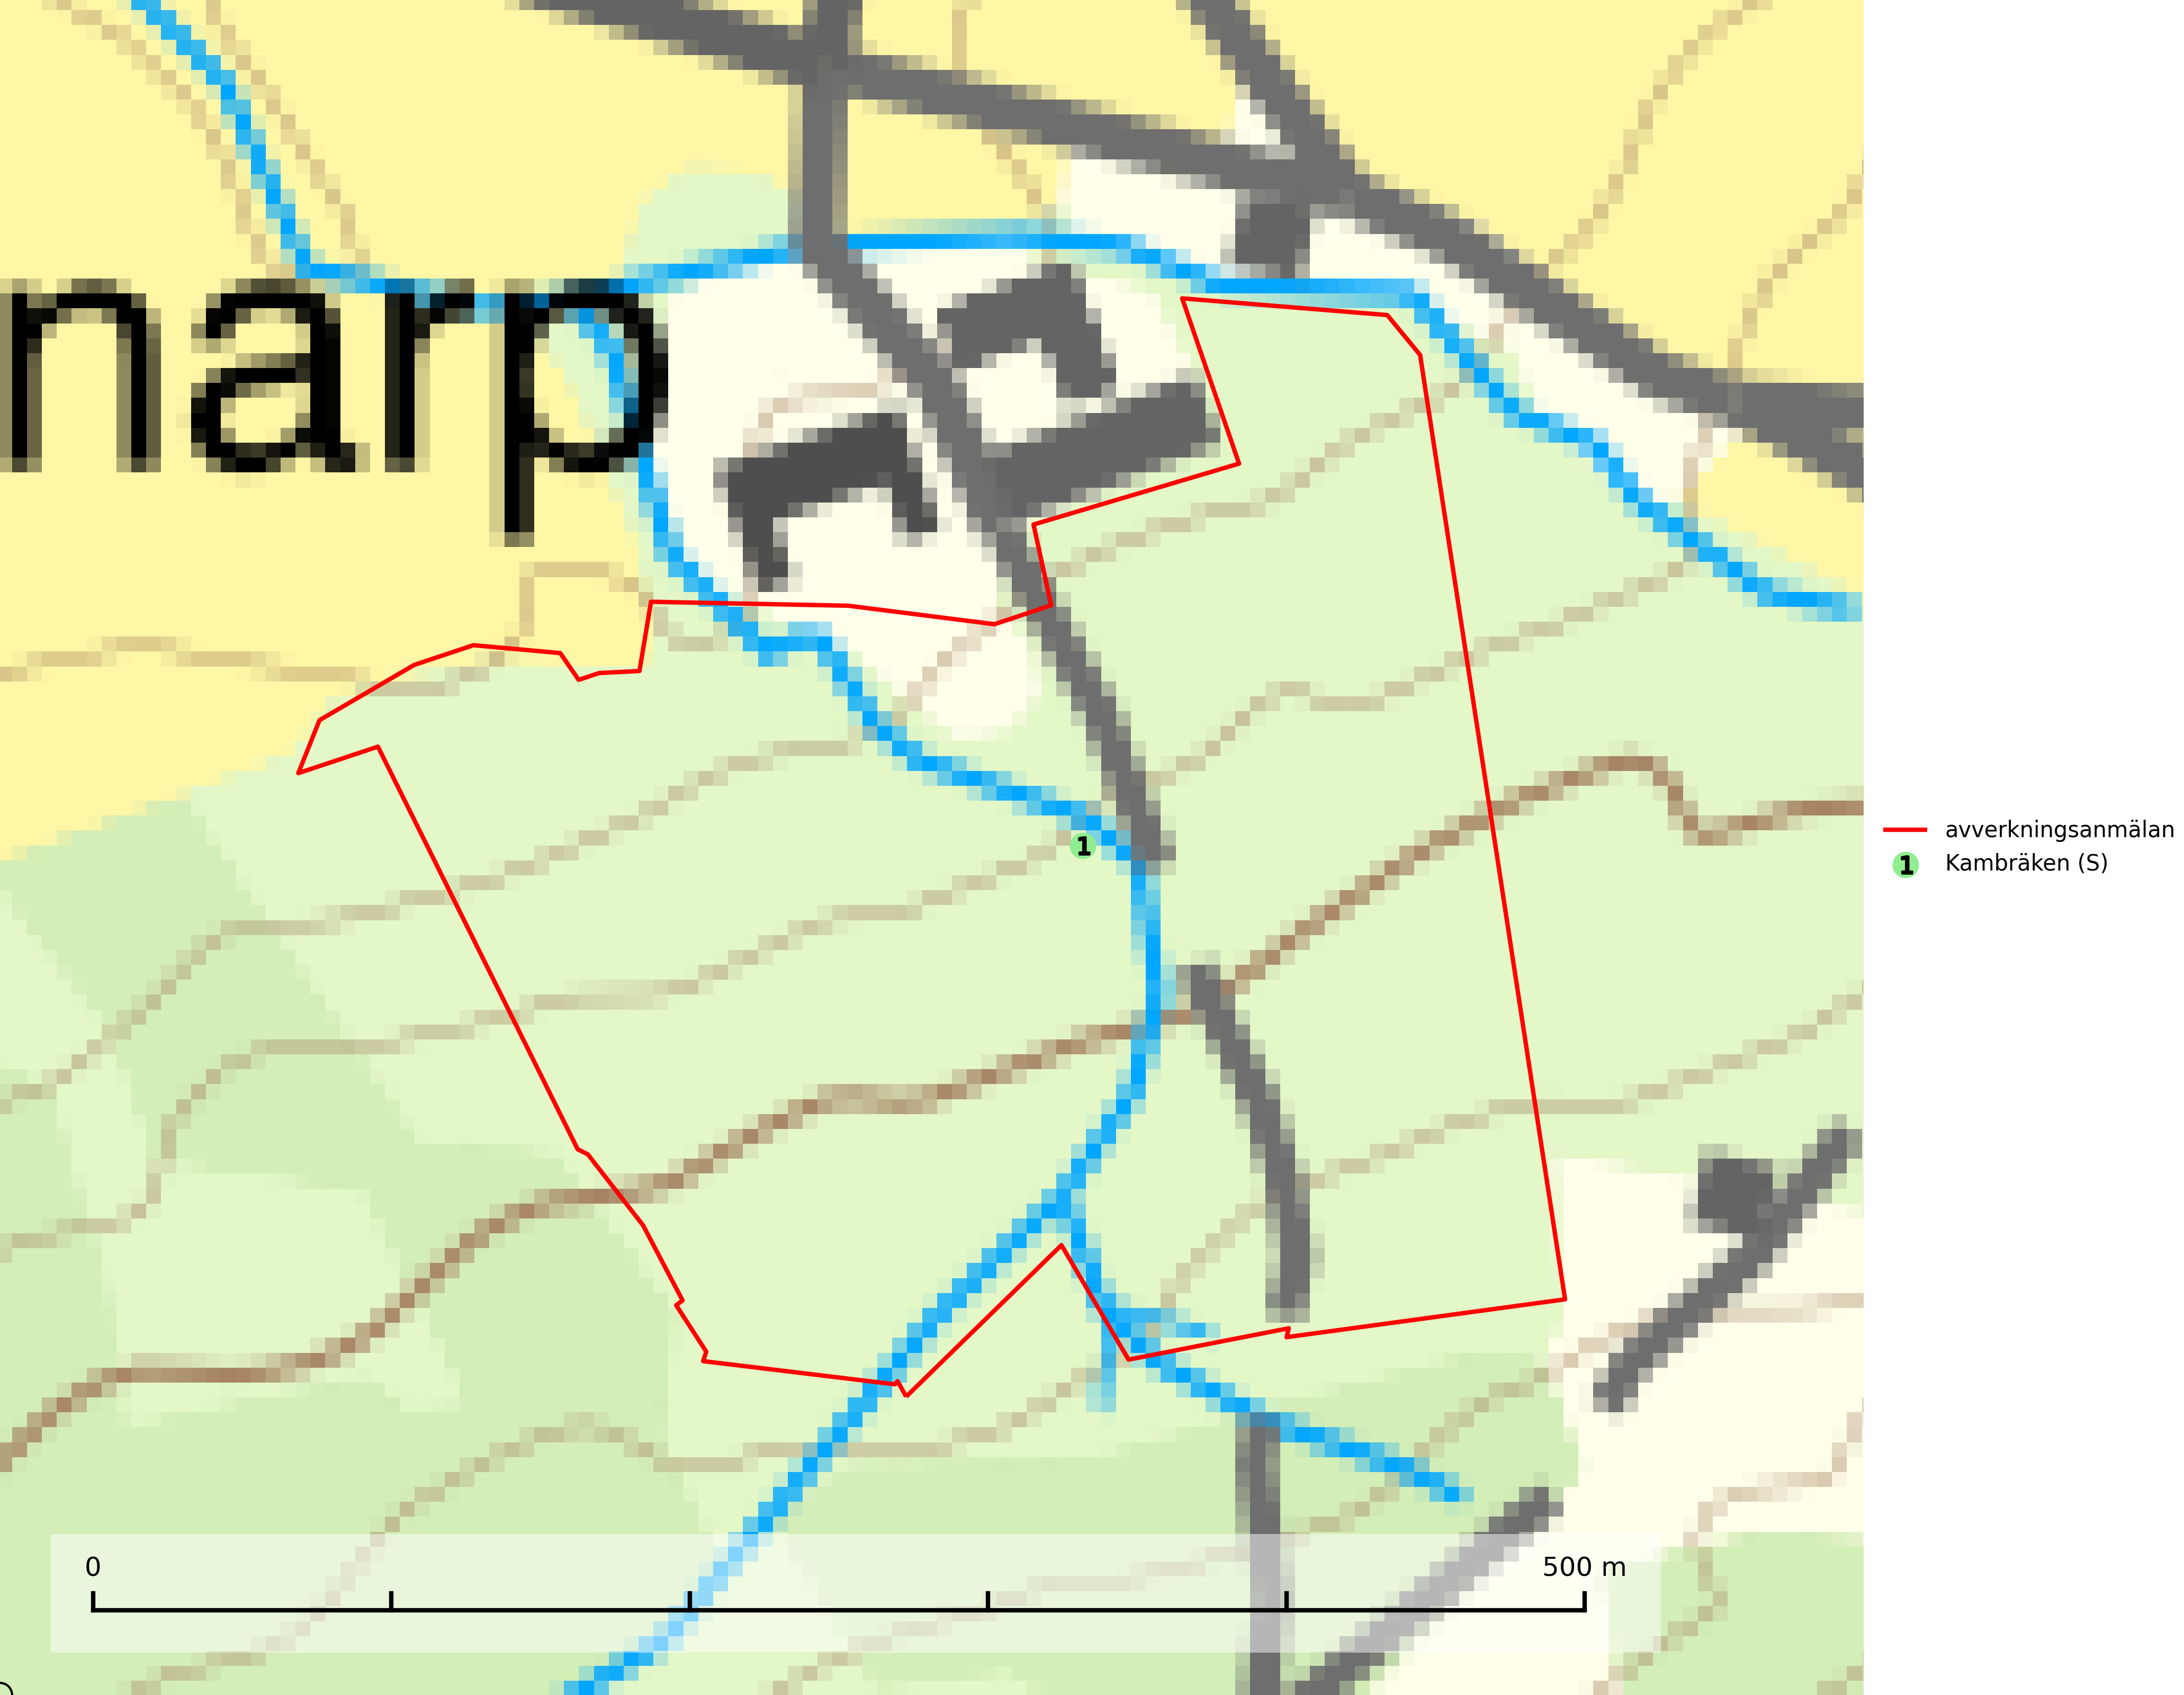 narp
1
avverkningsanmälan
1 Kambräken (S)
0 500 m